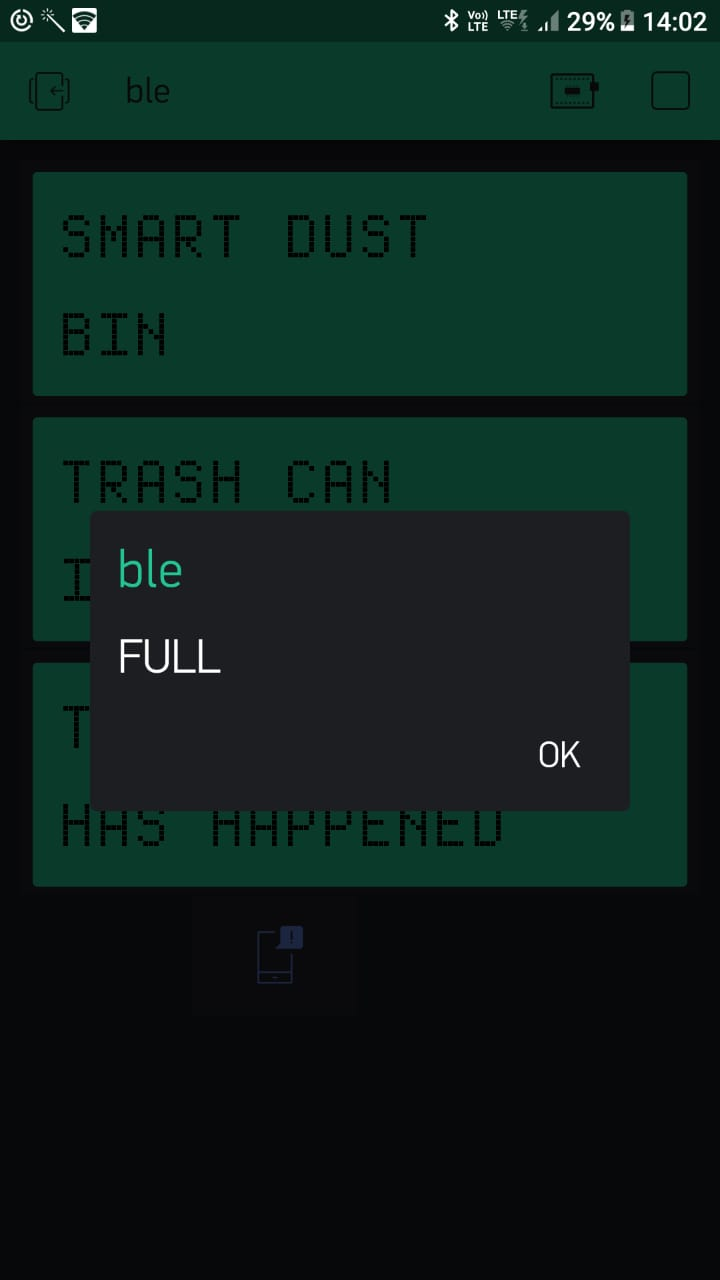 29% 14:02
ble
SMART DUST
BIN
TRASH CAN
ble
FULL
OK
HAS HAPPENED